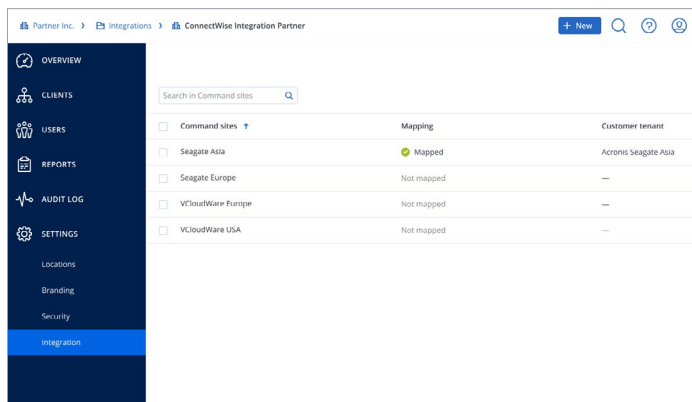 Partner Inc. > Integrations > ConnectWise Integration Partner
+ New
OVERVIEW
CLIENTS
USERS
REPORTS
AUDIT LOG
SETTINGS
Locations
Branding
Security
Integration
Search in Command sites
Command sites ↑ Mapping Customer tenant
Seagate Asia Mapped Acronis Seagate Asia
Seagate Europe Not mapped —
VCloudWare Europe Not mapped —
VCloudWare USA Not mapped —